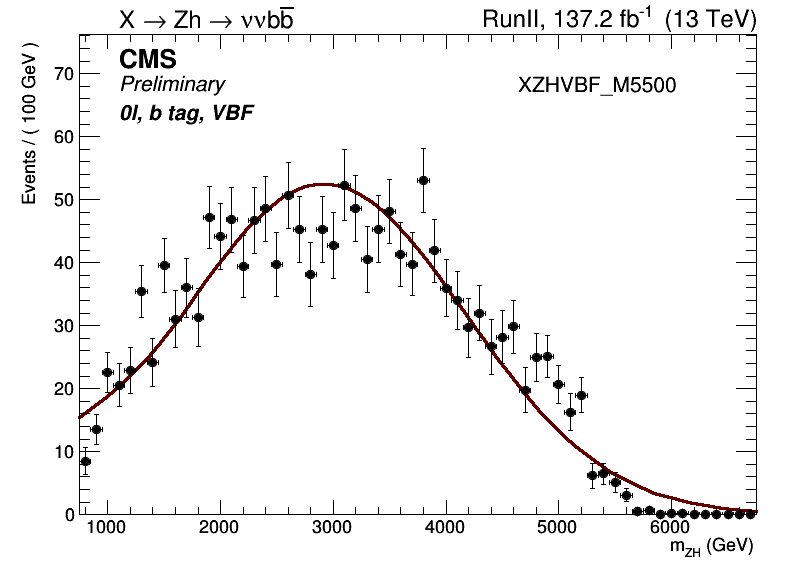 X → Zh → ννbb̅ RunII, 137.2 fb⁻¹ (13 TeV)
CMS
Preliminary
0l, b tag, VBF
XZHVBF_M5500
Events / ( 100 GeV )
70
60
50
40
30
20
10
0
1000 2000 3000 4000 5000 6000
m_ZH (GeV)